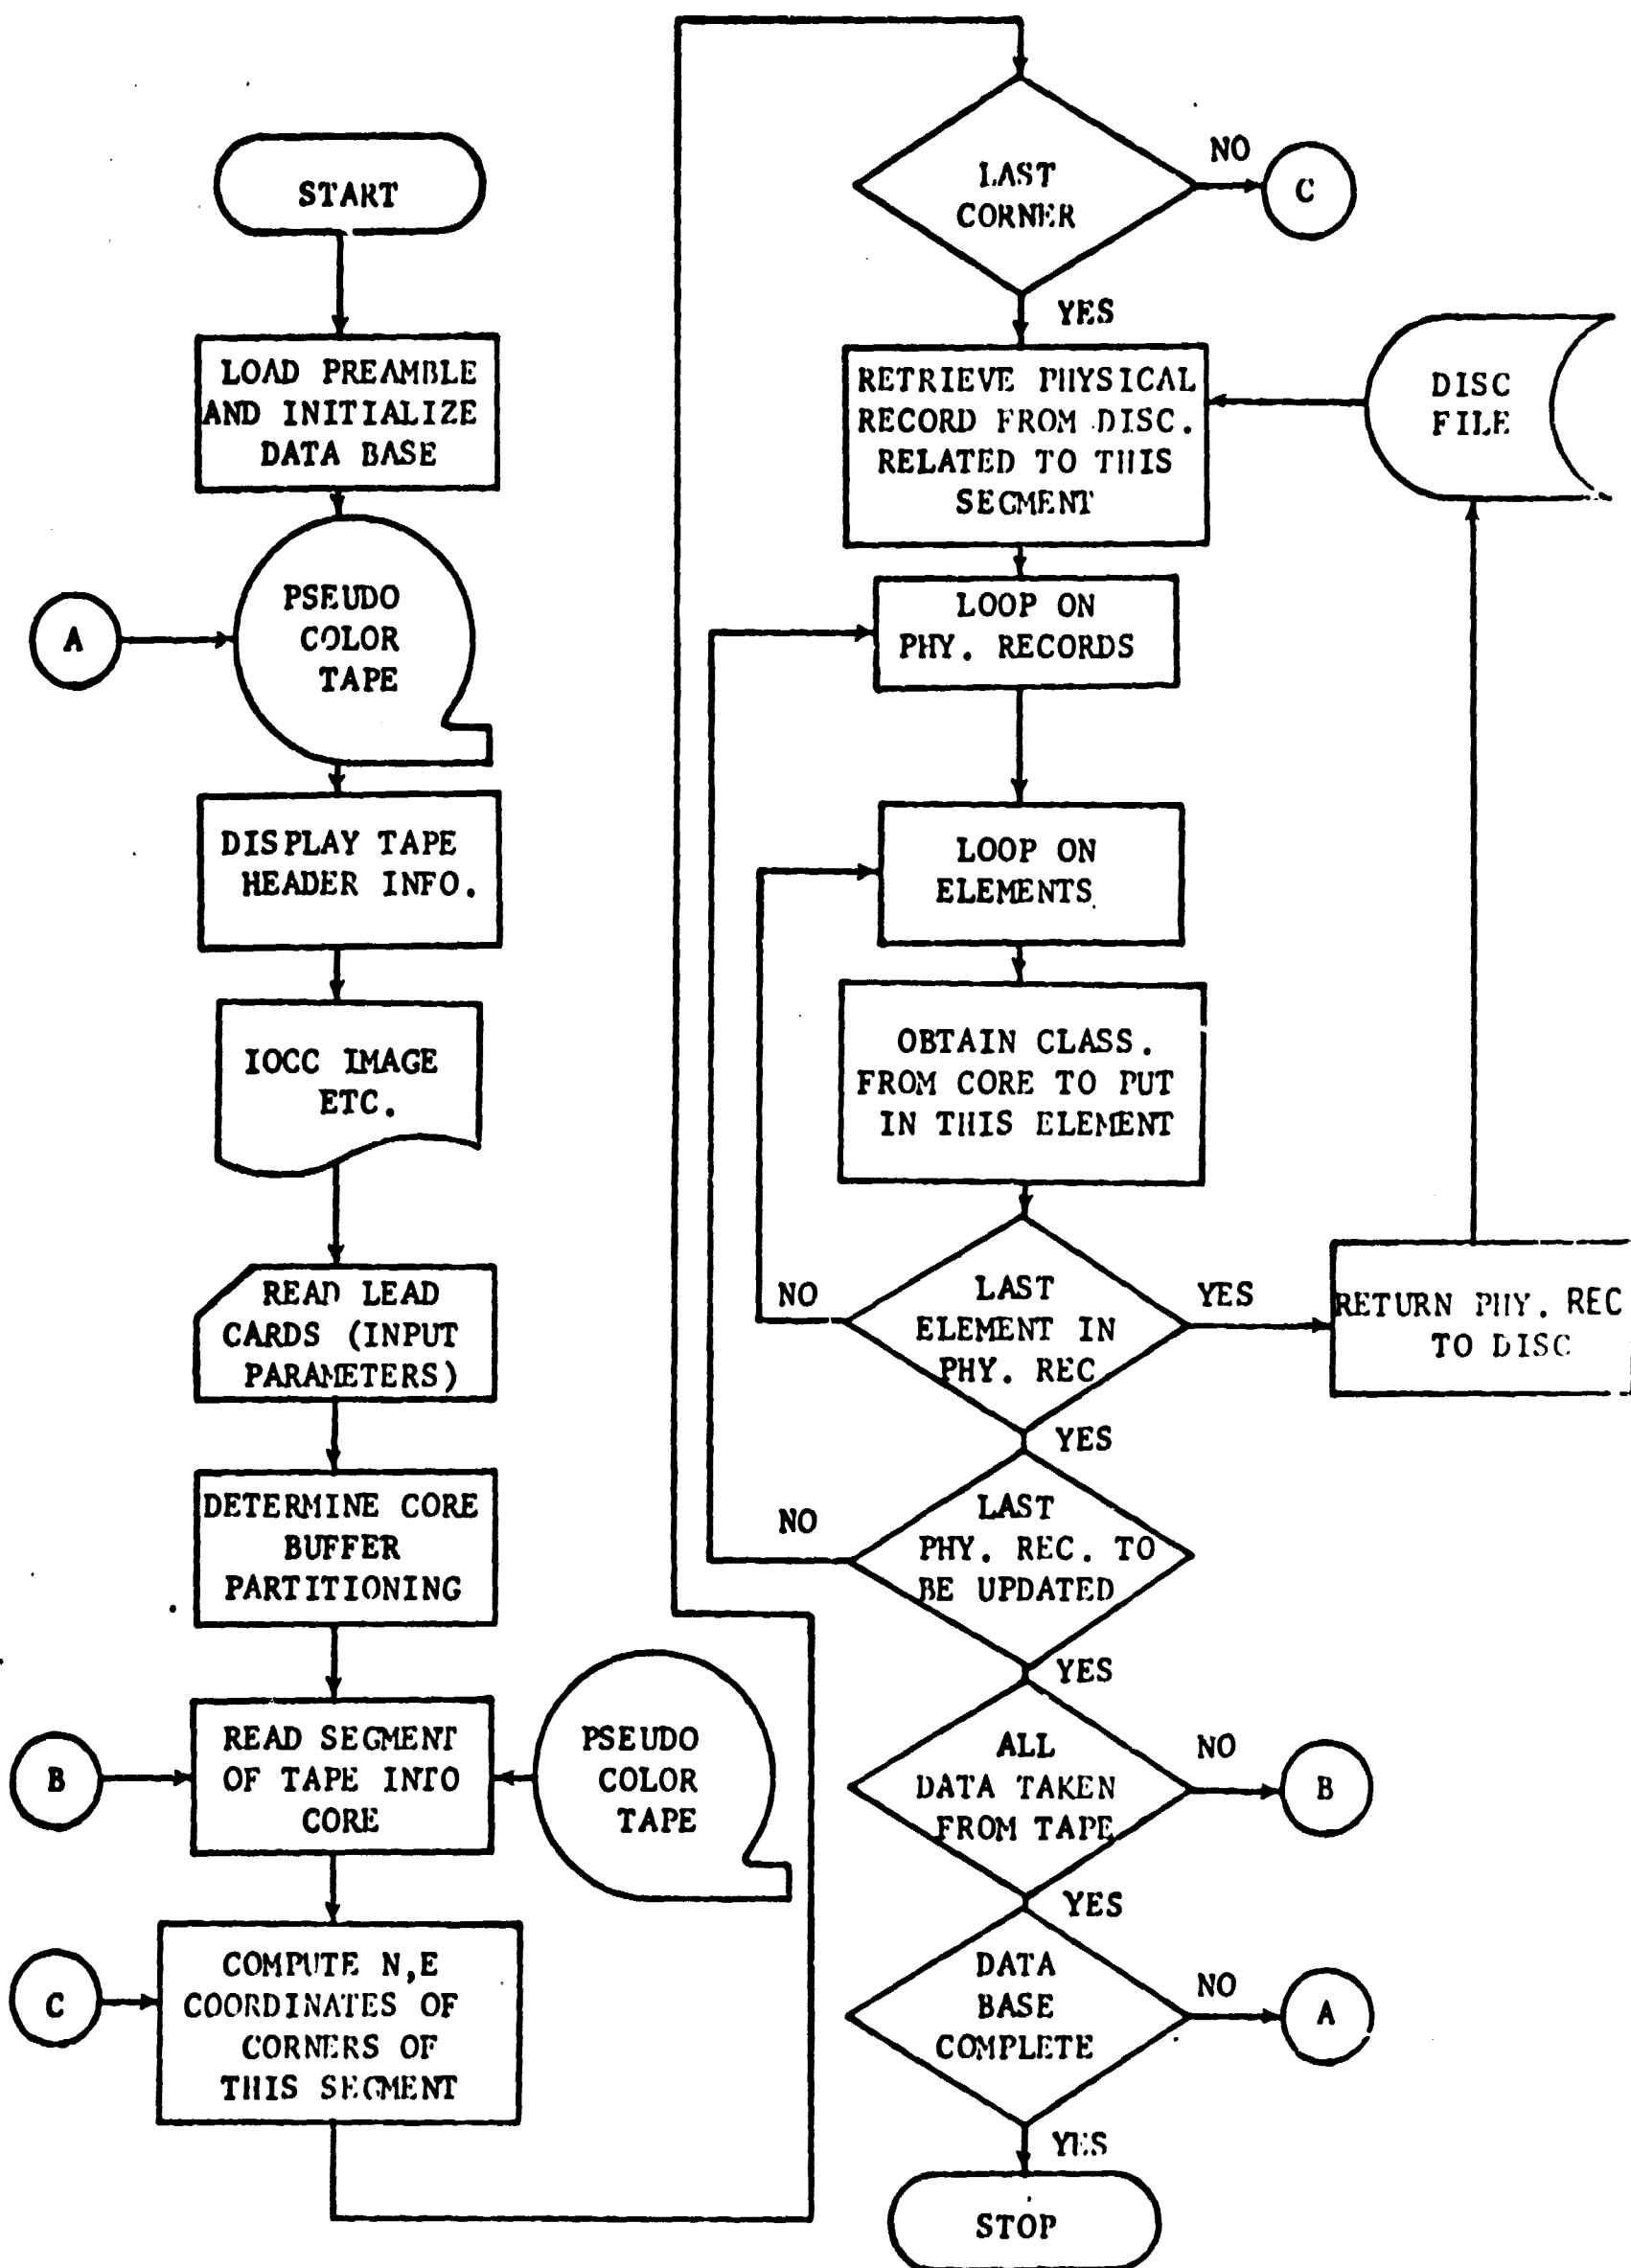 START
LOAD PREAMBLE
AND INITIALIZE
DATA BASE
A
PSEUDO
COLOR
TAPE
DISPLAY TAPE
HEADER INFO.
IOCC IMAGE
ETC.
READ LEAD
CARDS (INPUT
PARAMETERS)
DETERMINE CORE
BUFFER
PARTITIONING
B
READ SEGMENT
OF TAPE INTO
CORE
PSEUDO
COLOR
TAPE
C
COMPUTE N,E
COORDINATES OF
CORNERS OF
THIS SEGMENT
LAST
CORNER
NO
C
YES
RETRIEVE PHYSICAL
RECORD FROM DISC.
RELATED TO THIS
SEGMENT
DISC
FILE
LOOP ON
PHY. RECORDS
LOOP ON
ELEMENTS
OBTAIN CLASS.
FROM CORE TO PUT
IN THIS ELEMENT
NO
LAST
ELEMENT IN
PHY. REC
YES
RETURN PHY. REC
TO DISC
YES
NO
LAST
PHY. REC. TO
BE UPDATED
YES
ALL
DATA TAKEN
FROM TAPE
NO
B
YES
DATA
BASE
COMPLETE
NO
A
YES
STOP